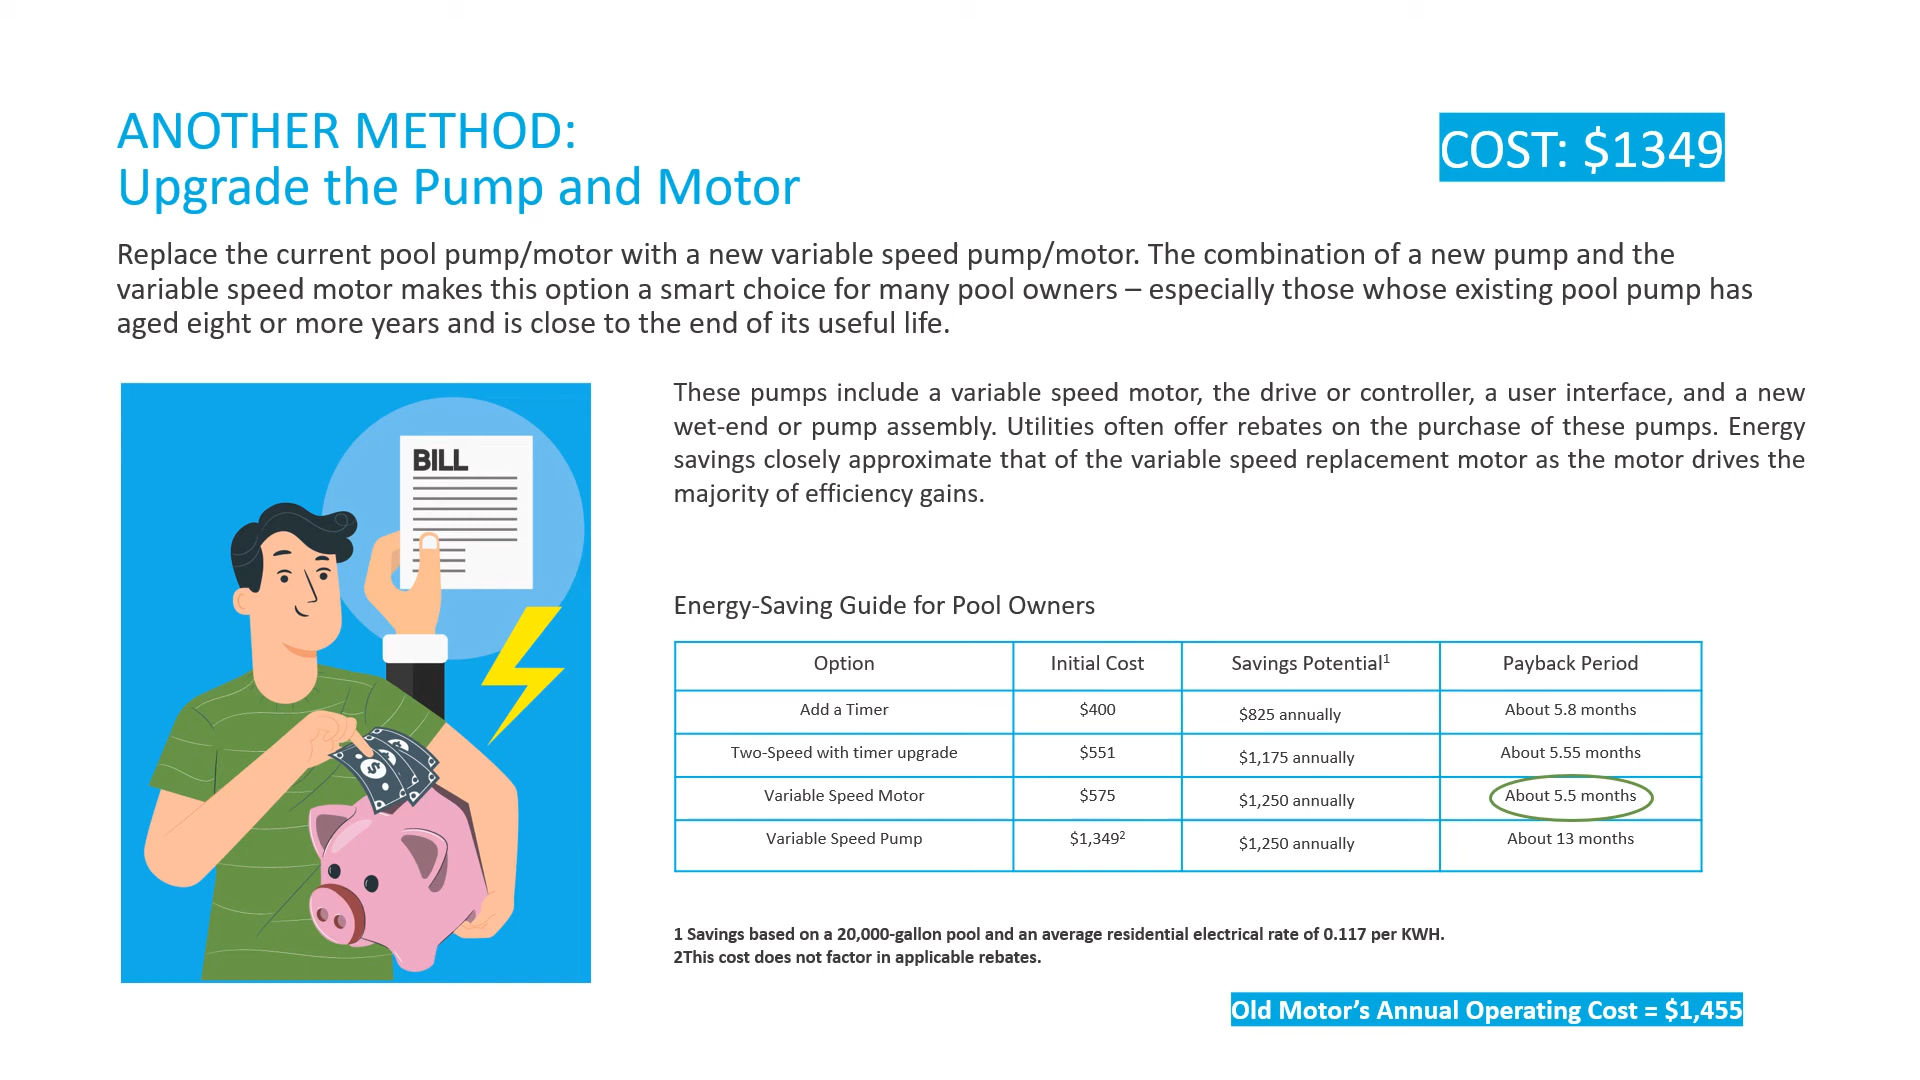 ANOTHER METHOD:
Upgrade the Pump and Motor
COST: $1349
Replace the current pool pump/motor with a new variable speed pump/motor. The combination of a new pump and the
variable speed motor makes this option a smart choice for many pool owners – especially those whose existing pool pump has
aged eight or more years and is close to the end of its useful life.
BILL
These pumps include a variable speed motor, the drive or controller, a user interface, and a new
wet-end or pump assembly. Utilities often offer rebates on the purchase of these pumps. Energy
savings closely approximate that of the variable speed replacement motor as the motor drives the
majority of efficiency gains.
Energy-Saving Guide for Pool Owners
Option Initial Cost Savings Potential¹ Payback Period
Add a Timer $400 $825 annually About 5.8 months
Two-Speed with timer upgrade $551 $1,175 annually About 5.55 months
Variable Speed Motor $575 $1,250 annually About 5.5 months
Variable Speed Pump $1,349² $1,250 annually About 13 months
1 Savings based on a 20,000-gallon pool and an average residential electrical rate of 0.117 per KWH.
2This cost does not factor in applicable rebates.
Old Motor’s Annual Operating Cost = $1,455